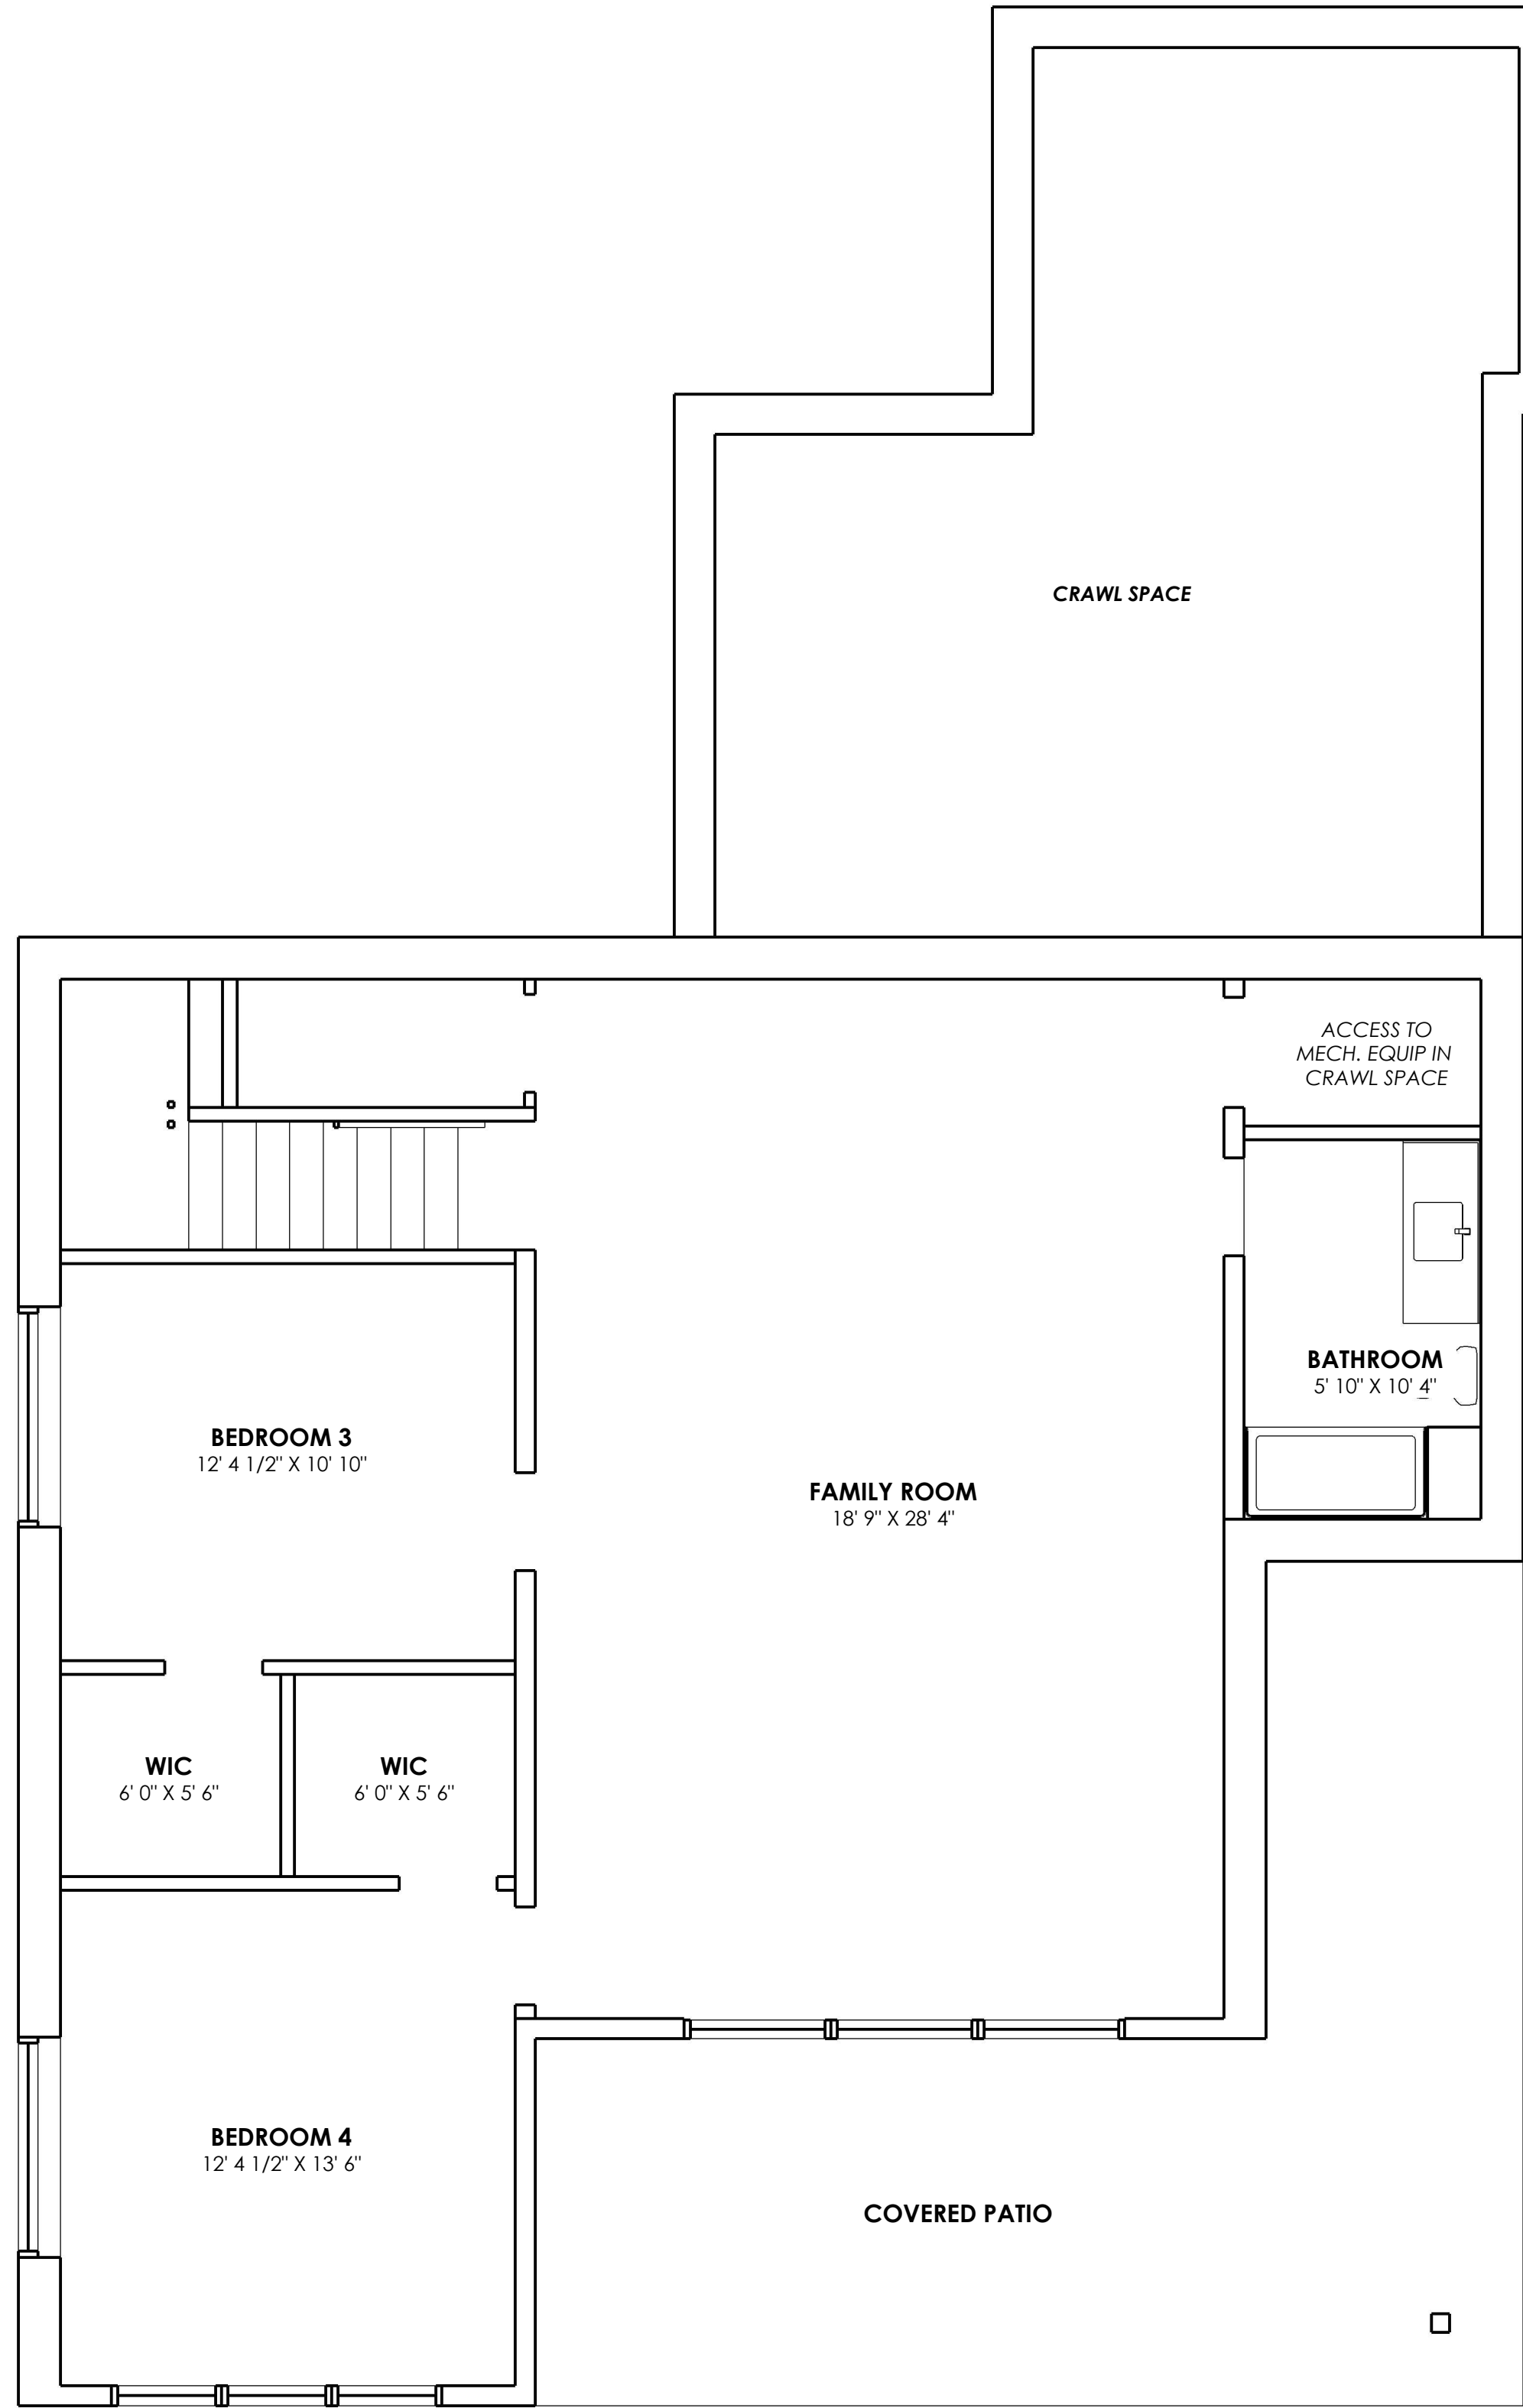 CRAWL SPACE
ACCESS TO
MECH. EQUIP IN
CRAWL SPACE
BATHROOM
5' 10" X 10' 4"
BEDROOM 3
12' 4 1/2" X 10' 10"
FAMILY ROOM
18' 9" X 28' 4"
WIC
6' 0" X 5' 6"
WIC
6' 0" X 5' 6"
BEDROOM 4
12' 4 1/2" X 13' 6"
COVERED PATIO